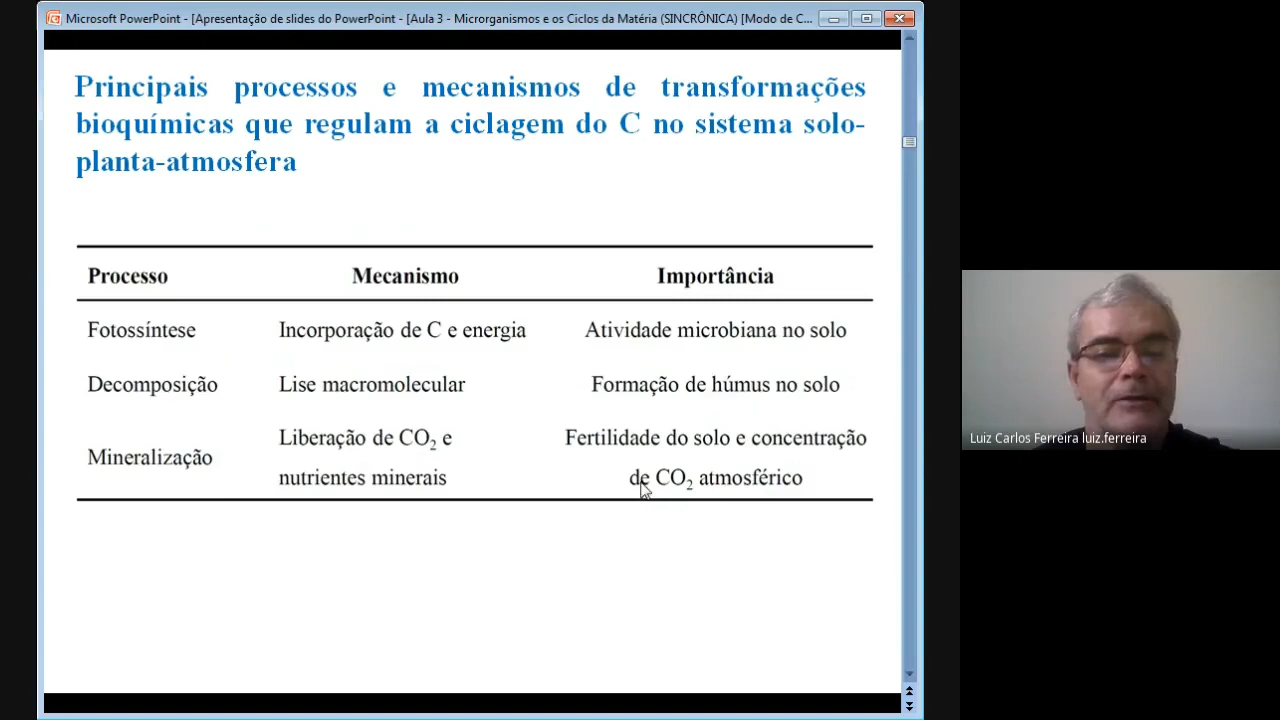 Microsoft PowerPoint - [Apresentação de slides do PowerPoint - [Aula 3 - Microrganismos e os Ciclos da Matéria (SINCRÔNICA) [Modo de C...
Principais processos e mecanismos de transformações
bioquímicas que regulam a ciclagem do C no sistema solo-
planta-atmosfera
Processo Mecanismo Importância
Fotossíntese Incorporação de C e energia Atividade microbiana no solo
Decomposição Lise macromolecular Formação de húmus no solo
Mineralização Liberação de CO₂ e Fertilidade do solo e concentração
nutrientes minerais de CO₂ atmosférico
Luiz Carlos Ferreira luiz.ferreira